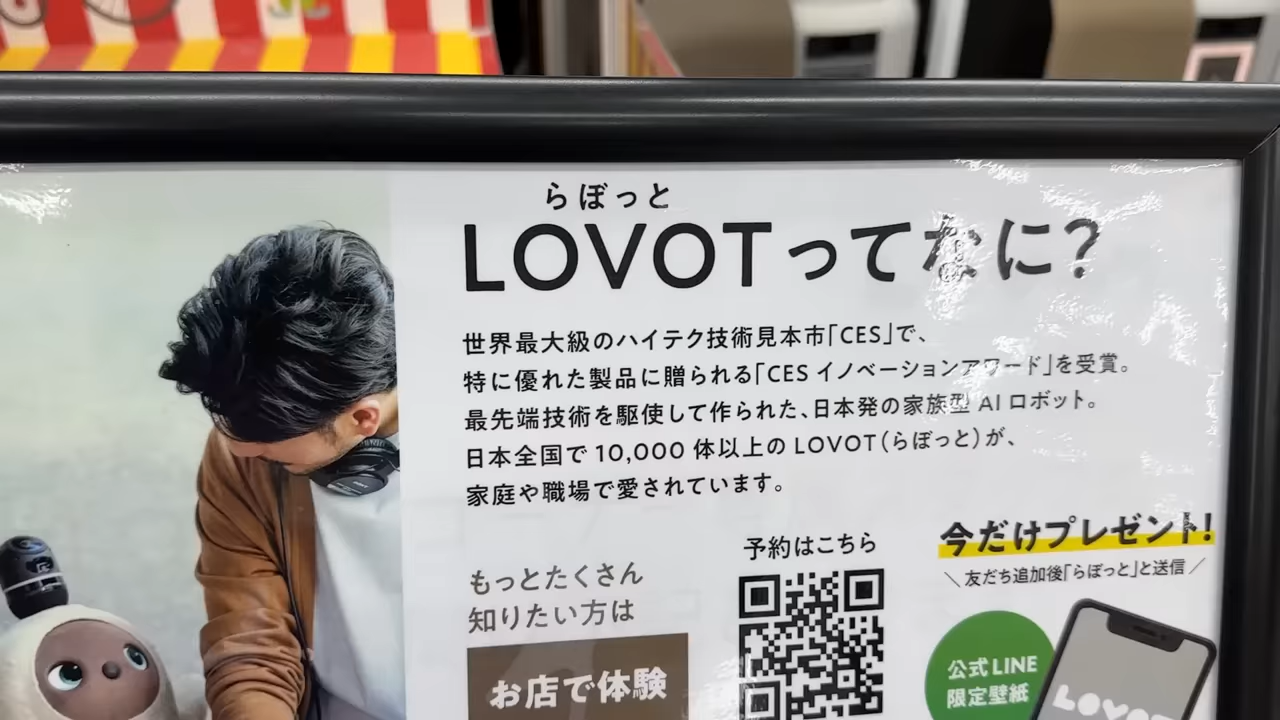 らぼっと
LOVOTってなに?
世界最大級のハイテク技術見本市「CES」で、
特に優れた製品に贈られる「CES イノベーションアワード」を受賞。
最先端技術を駆使して作られた、日本発の家族型 AI ロボット。
日本全国で 10,000 体以上の LOVOT(らぼっと)が、
家庭や職場で愛されています。
もっとたくさん
知りたい方は
お店で体験
予約はこちら
今だけプレゼント!
\ 友だち追加後「らぼっと」と送信 /
公式 LINE
限定壁紙
LOVOT